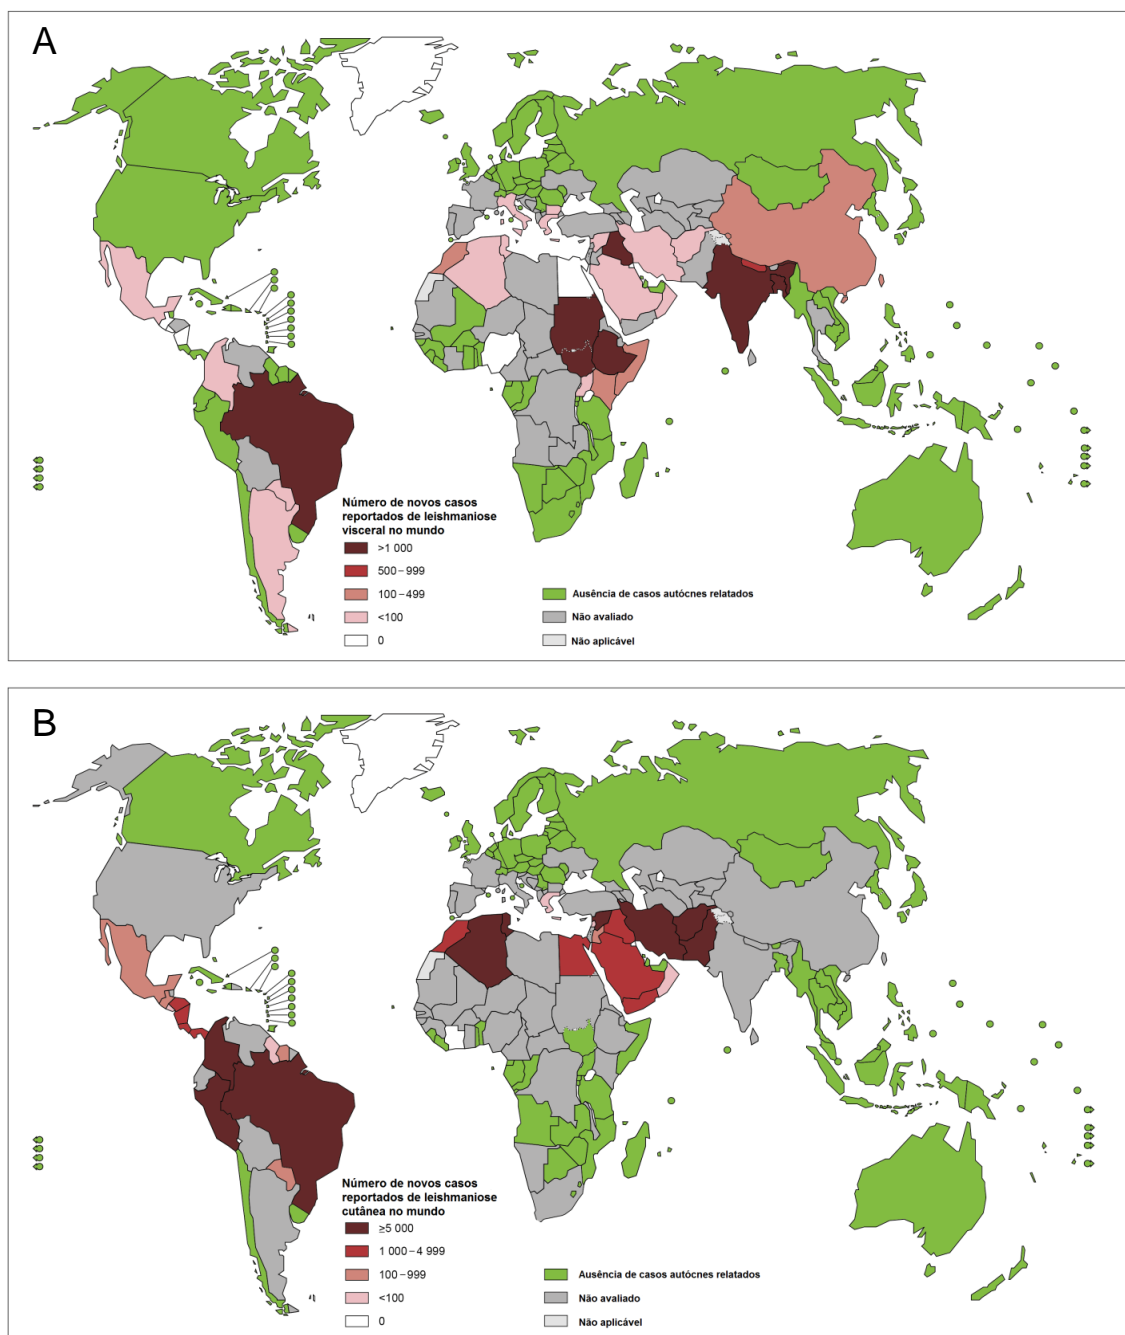 A
Número de novos casos
reportados de leishmaniose
visceral no mundo
>1 000
500–999
100–499
<100
0
Ausência de casos autócnes relatados
Não avaliado
Não aplicável
B
Número de novos casos
reportados de leishmaniose
cutânea no mundo
≥5 000
1 000–4 999
100–999
<100
0
Ausência de casos autócnes relatados
Não avaliado
Não aplicável